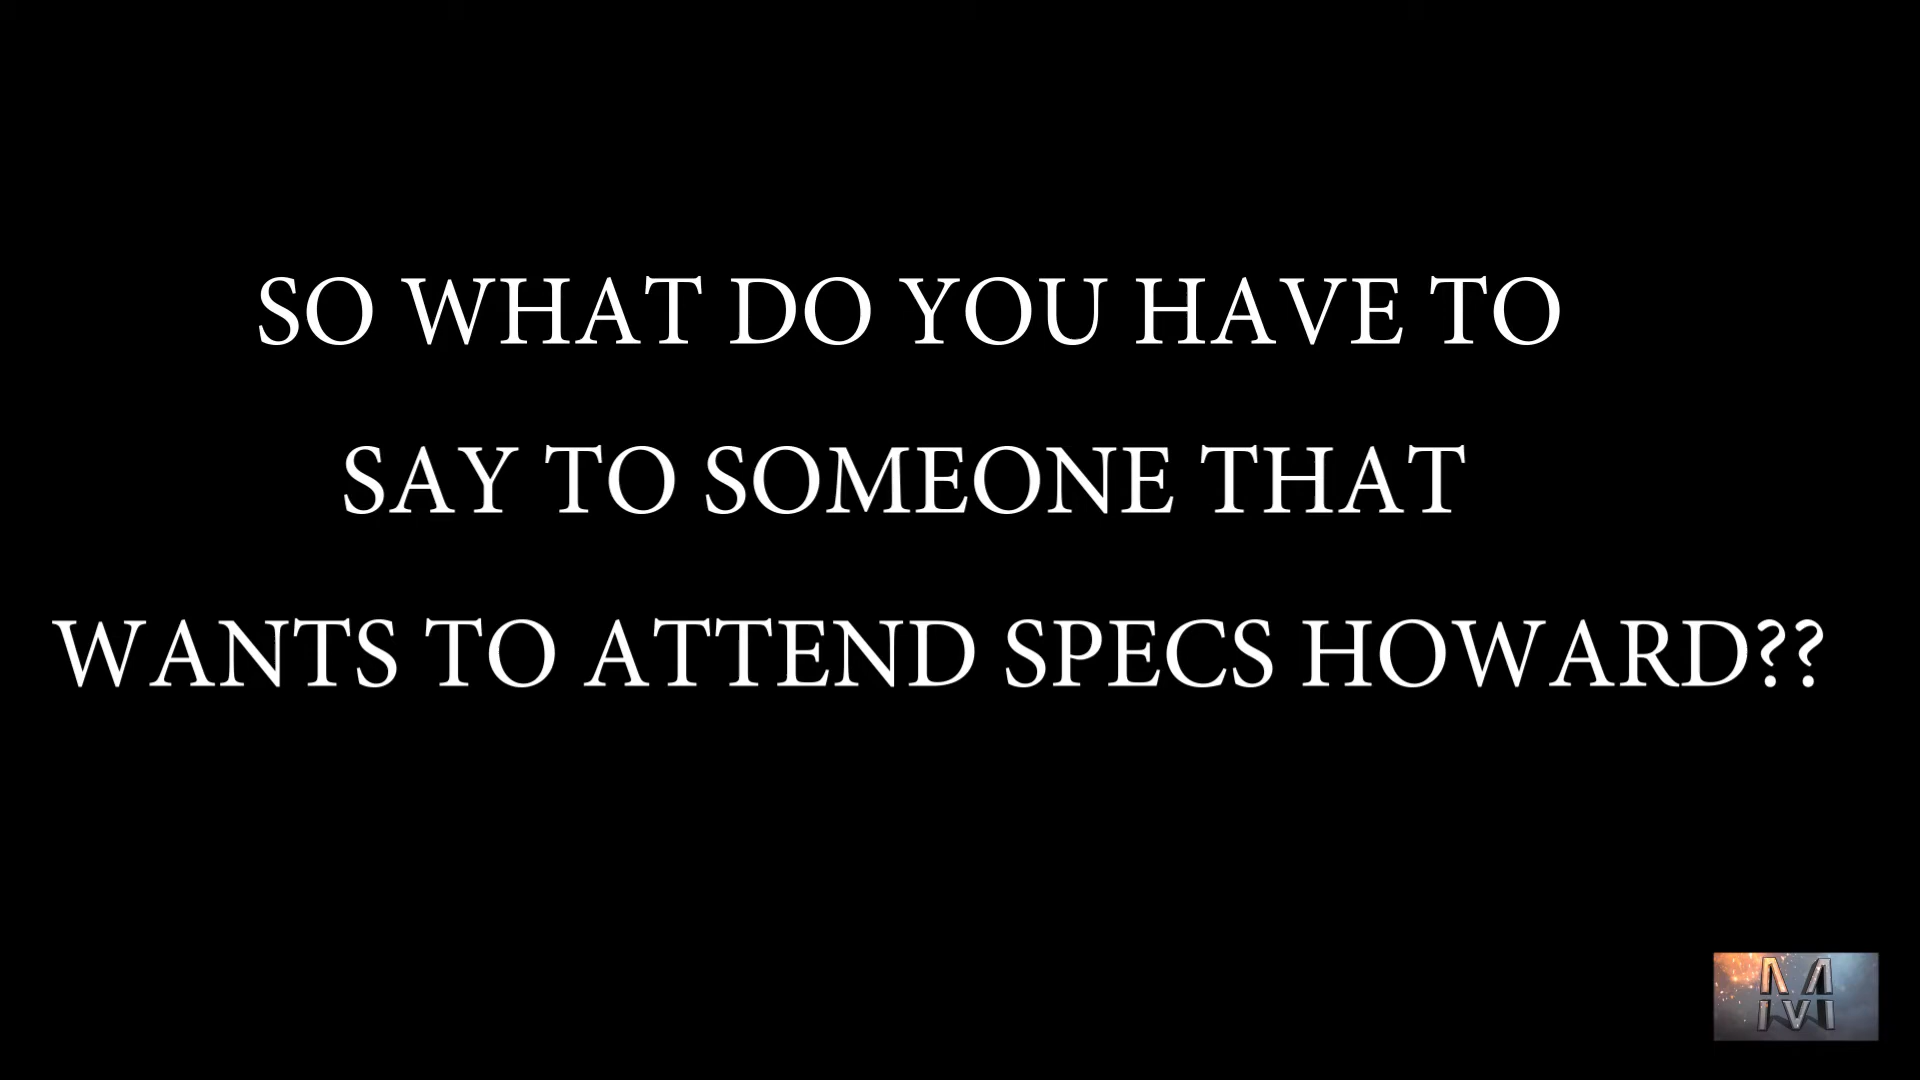 SO WHAT DO YOU HAVE TO
SAY TO SOMEONE THAT
WANTS TO ATTEND SPECS HOWARD??
M